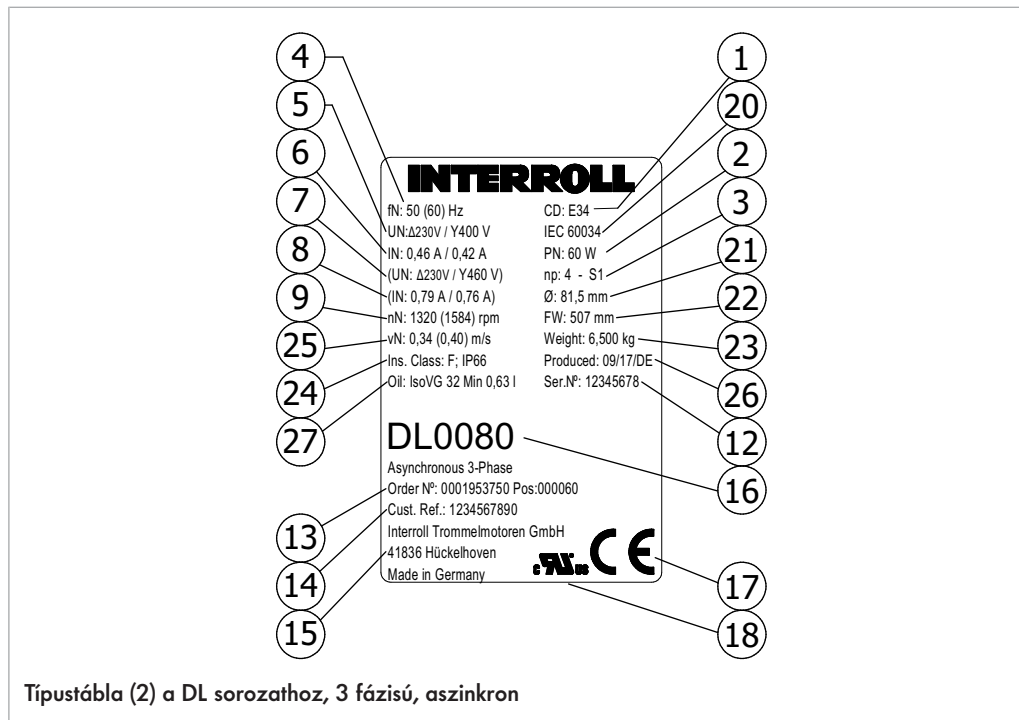 4
5
6
7
8
9
25
24
27
13
14
15
1
20
2
3
21
22
23
26
12
16
17
18
INTERROLL
fN: 50 (60) Hz
UN:Δ230V / Y400 V
IN: 0,46 A / 0,42 A
(UN: Δ230V / Y460 V)
(IN: 0,79 A / 0,76 A)
nN: 1320 (1584) rpm
vN: 0,34 (0,40) m/s
Ins. Class: F; IP66
Oil: IsoVG 32 Min 0,63 l
CD: E34
IEC 60034
PN: 60 W
np: 4 - S1
Ø: 81,5 mm
FW: 507 mm
Weight: 6,500 kg
Produced: 09/17/DE
Ser.Nº: 12345678
DL0080
Asynchronous 3-Phase
Order Nº: 0001953750 Pos:000060
Cust. Ref.: 1234567890
Interroll Trommelmotoren GmbH
41836 Hückelhoven
Made in Germany
c RU us CE
Típustábla (2) a DL sorozathoz, 3 fázisú, aszinkron